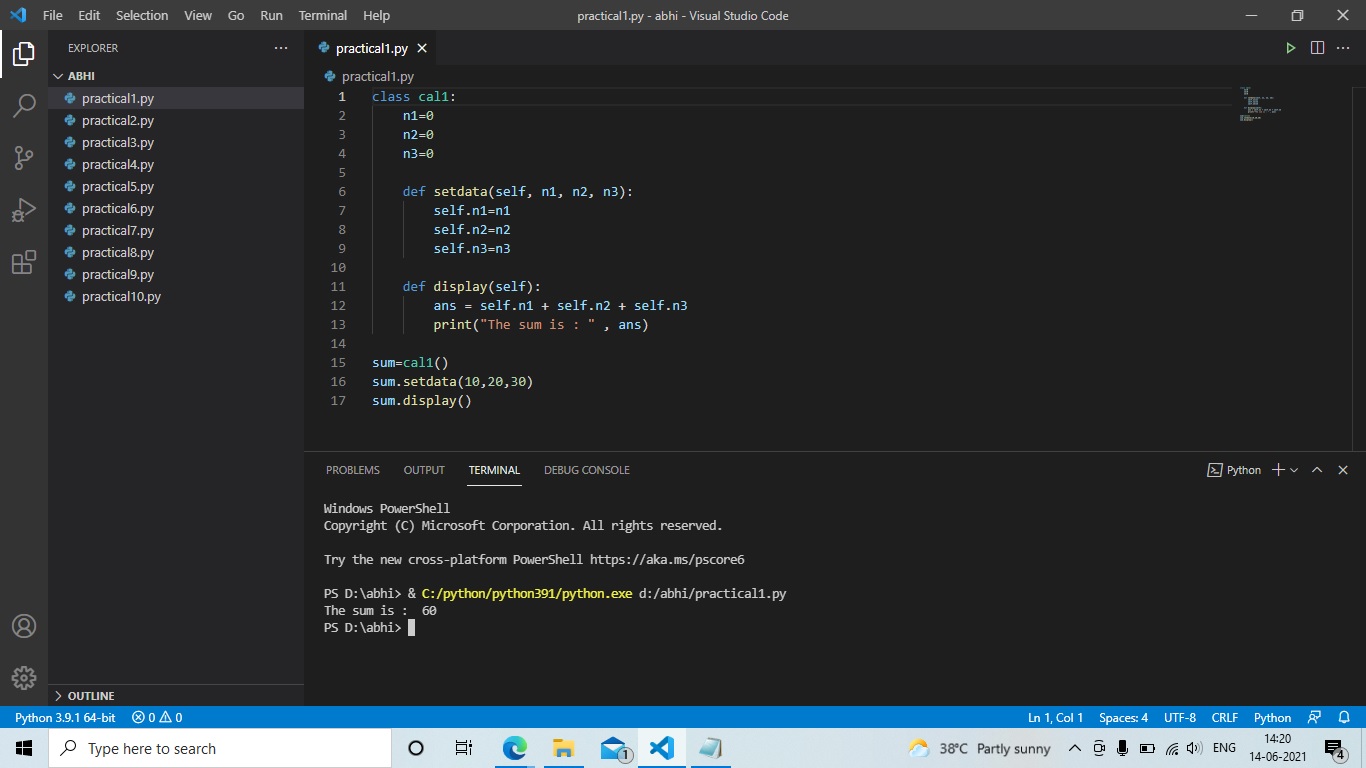 File Edit Selection View Go Run Terminal Help practical1.py - abhi - Visual Studio Code
EXPLORER
ABHI
practical1.py
practical2.py
practical3.py
practical4.py
practical5.py
practical6.py
practical7.py
practical8.py
practical9.py
practical10.py
OUTLINE
practical1.py
practical1.py
1 class cal1:
2     n1=0
3     n2=0
4     n3=0
5
6     def setdata(self, n1, n2, n3):
7         self.n1=n1
8         self.n2=n2
9         self.n3=n3
10
11     def display(self):
12         ans = self.n1 + self.n2 + self.n3
13         print("The sum is : " , ans)
14
15 sum=cal1()
16 sum.setdata(10,20,30)
17 sum.display()
PROBLEMS OUTPUT TERMINAL DEBUG CONSOLE Python
Windows PowerShell
Copyright (C) Microsoft Corporation. All rights reserved.
Try the new cross-platform PowerShell https://aka.ms/pscore6
PS D:\abhi> & C:/python/python391/python.exe d:/abhi/practical1.py
The sum is :  60
PS D:\abhi>
Python 3.9.1 64-bit 0 0 Ln 1, Col 1 Spaces: 4 UTF-8 CRLF Python
Type here to search 1 38°C Partly sunny ENG 14:20
14-06-2021 4